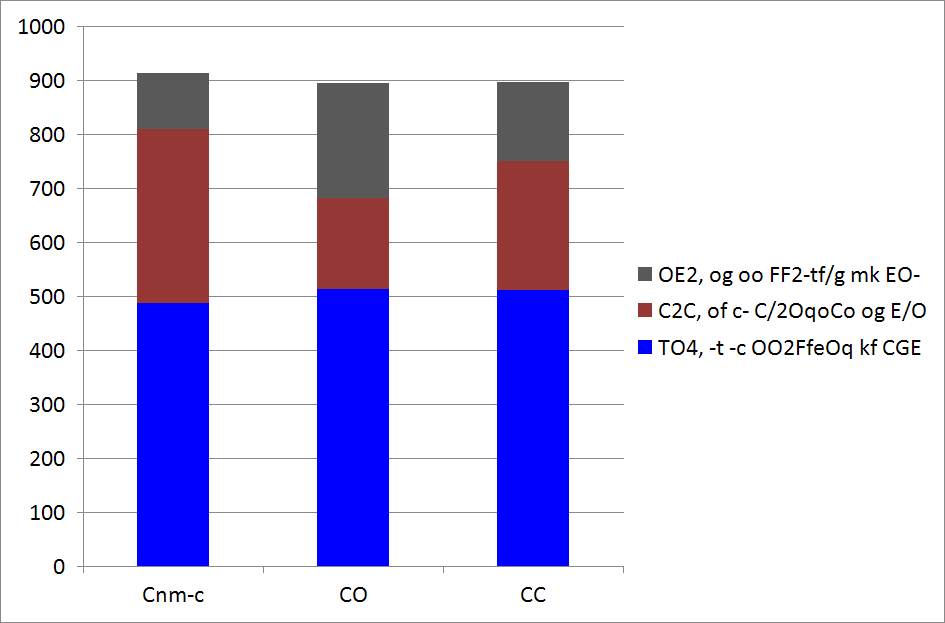 1000
900
800
700
600
500
400
300
200
100
0
Cnm-c CO CC
OE2, og oo FF2-tf/g mk EO-
C2C, of c- C/2OqoCo og E/O
TO4, -t -c OO2FfeOq kf CGE